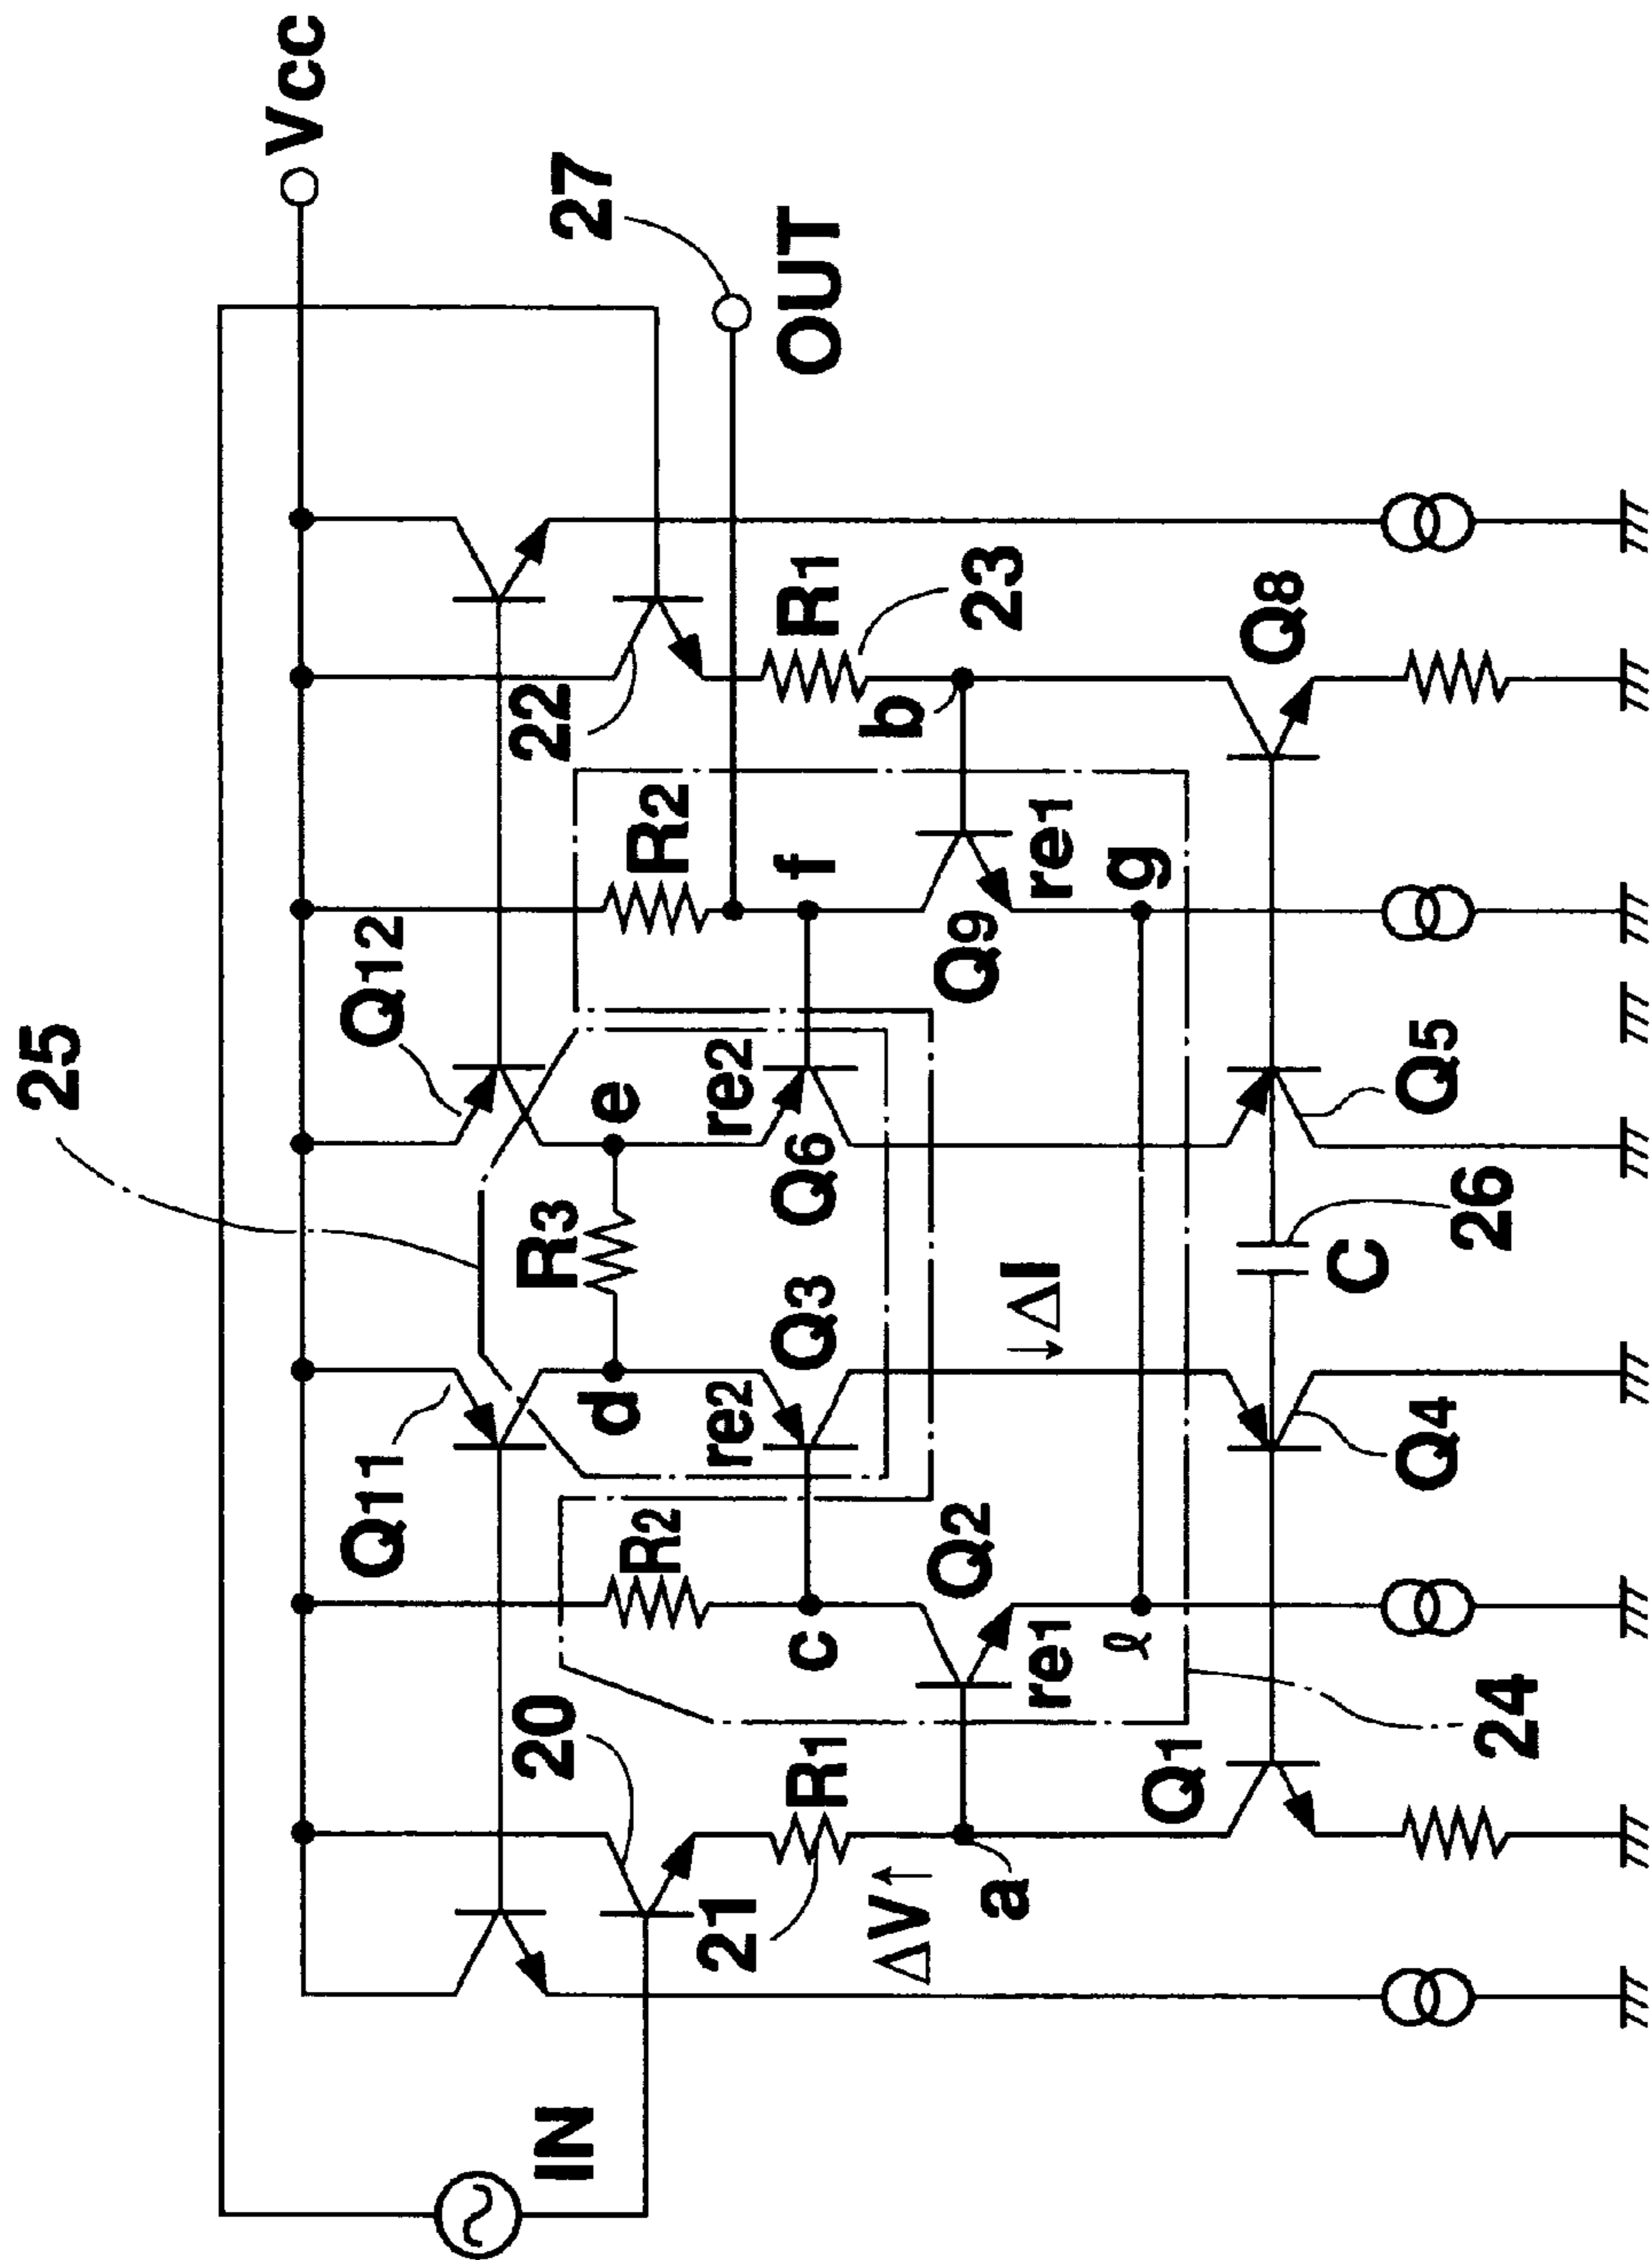 25
Vcc
27
OUT
22
R1
23
b
Q8
R2
f
Q9
re1
g
Q12
e
re2
Q6
Q5
R3
Q3
ΔI
26
C
d
re2
Q4
Q11
R2
c
Q2
re1
ℓ
24
20
R1
Q1
21
ΔV
a
IN